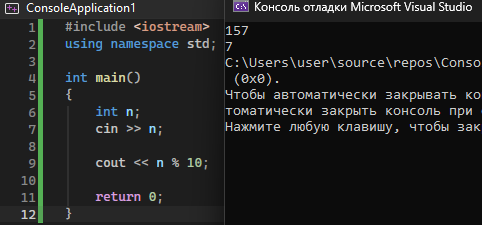 ConsoleApplication1
1 #include <iostream>
2 using namespace std;
3
4 int main()
5 {
6 int n;
7 cin >> n;
8
9 cout << n % 10;
10
11 return 0;
12 }
Консоль отладки Microsoft Visual Studio
157
7
C:\Users\user\source\repos\Conso
(0x0).
Чтобы автоматически закрывать ко
томатически закрыть консоль при
Нажмите любую клавишу, чтобы зак